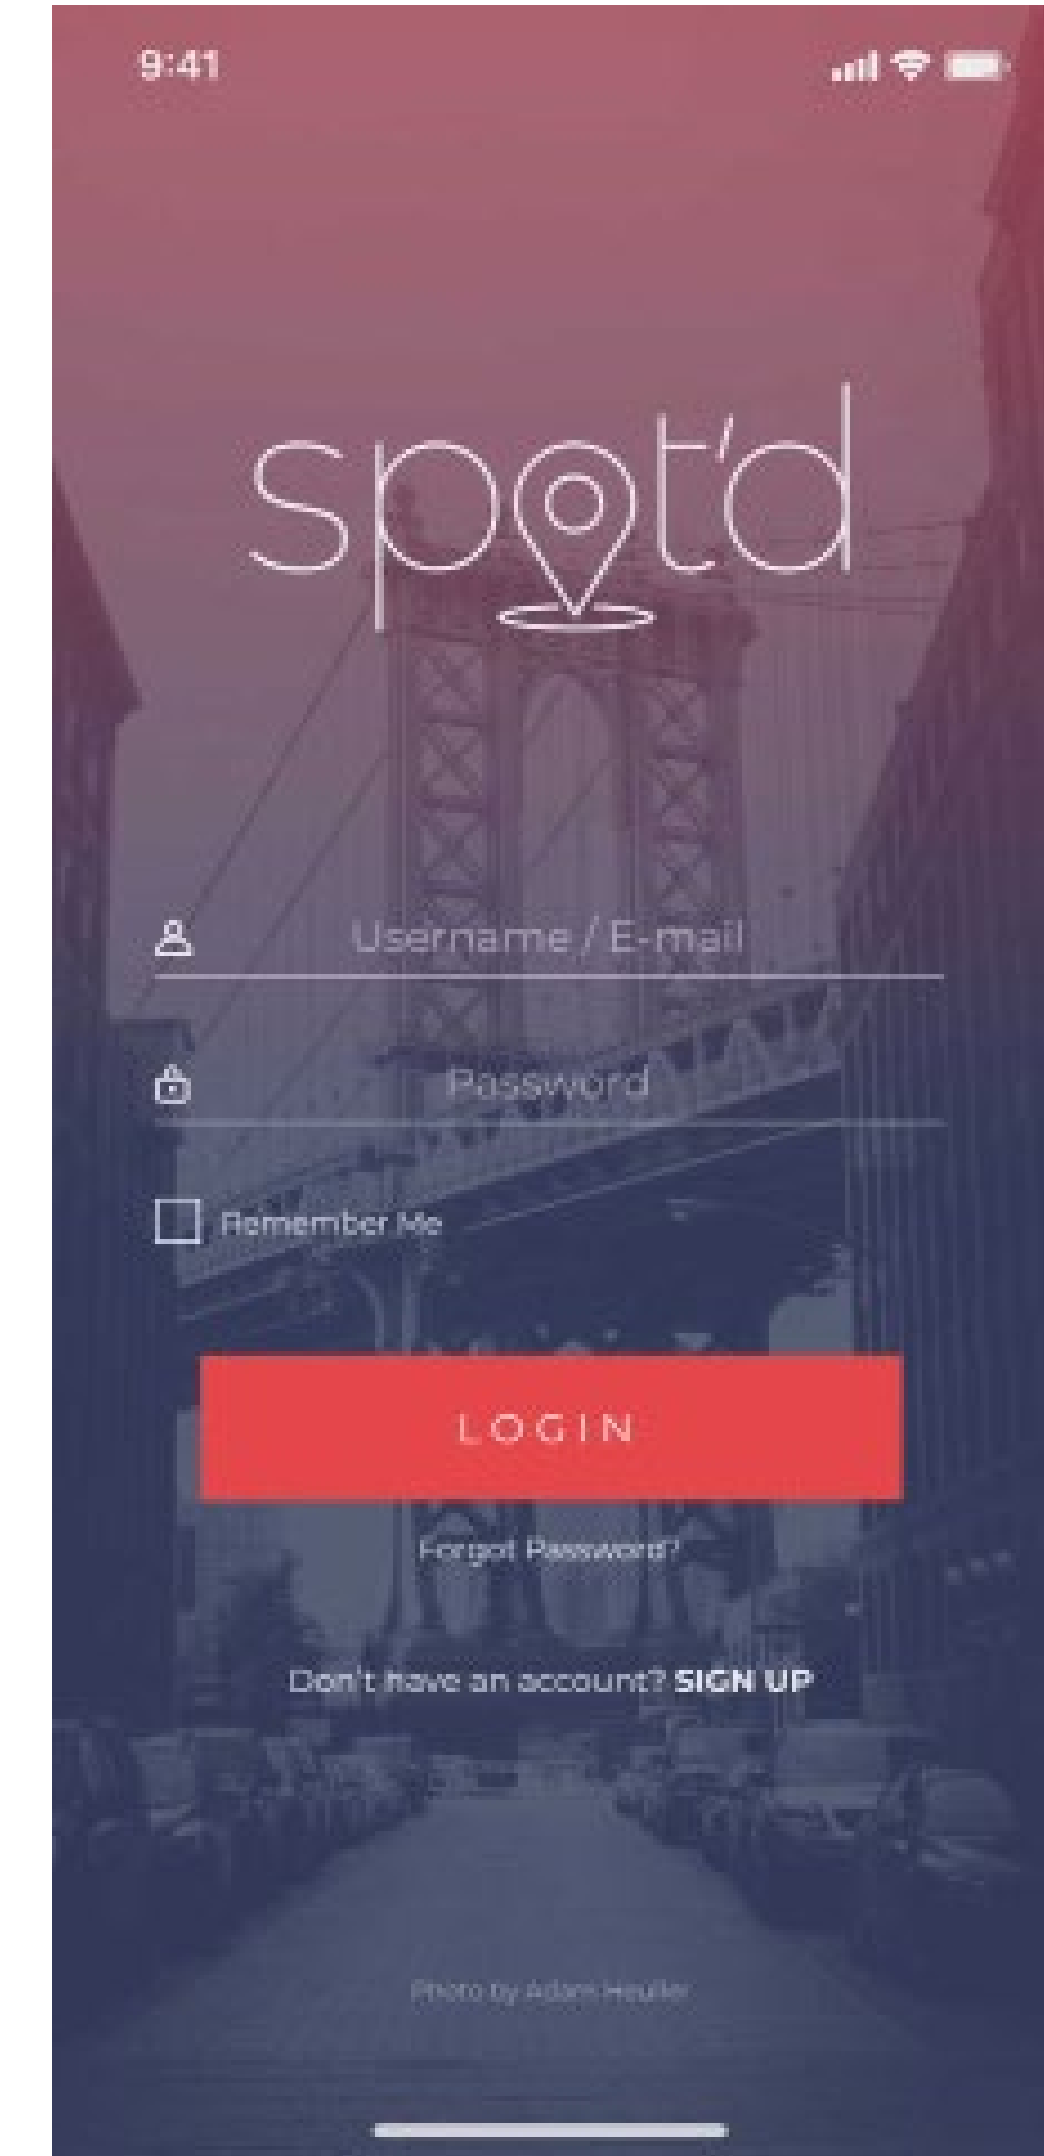 9:41
spot'd
Username / E-mail
Password
Remember Me
LOGIN
Forgot Password?
Don't have an account? SIGN UP
Photo by Adam